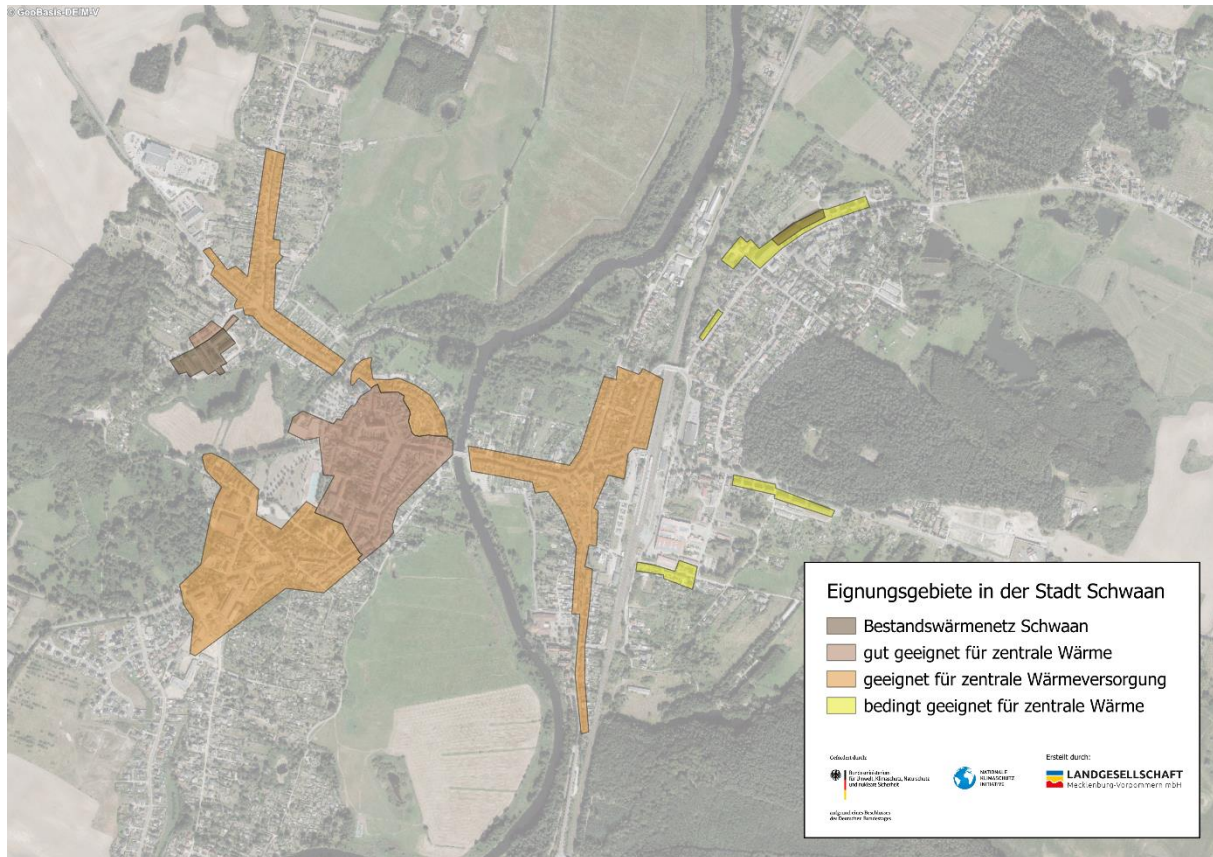 © GeoBasis-DE/M-V
Eignungsgebiete in der Stadt Schwaan
Bestandswärmenetz Schwaan
gut geeignet für zentrale Wärme
geeignet für zentrale Wärmeversorgung
bedingt geeignet für zentrale Wärme
Gefördert durch:
Bundesministerium
für Umwelt, Klimaschutz, Naturschutz
und nukleare Sicherheit
aufgrund eines Beschlusses
des Deutschen Bundestages
NATIONALE
KLIMASCHUTZ
INITIATIVE
Erstellt durch:
LANDGESELLSCHAFT
Mecklenburg-Vorpommern mbH